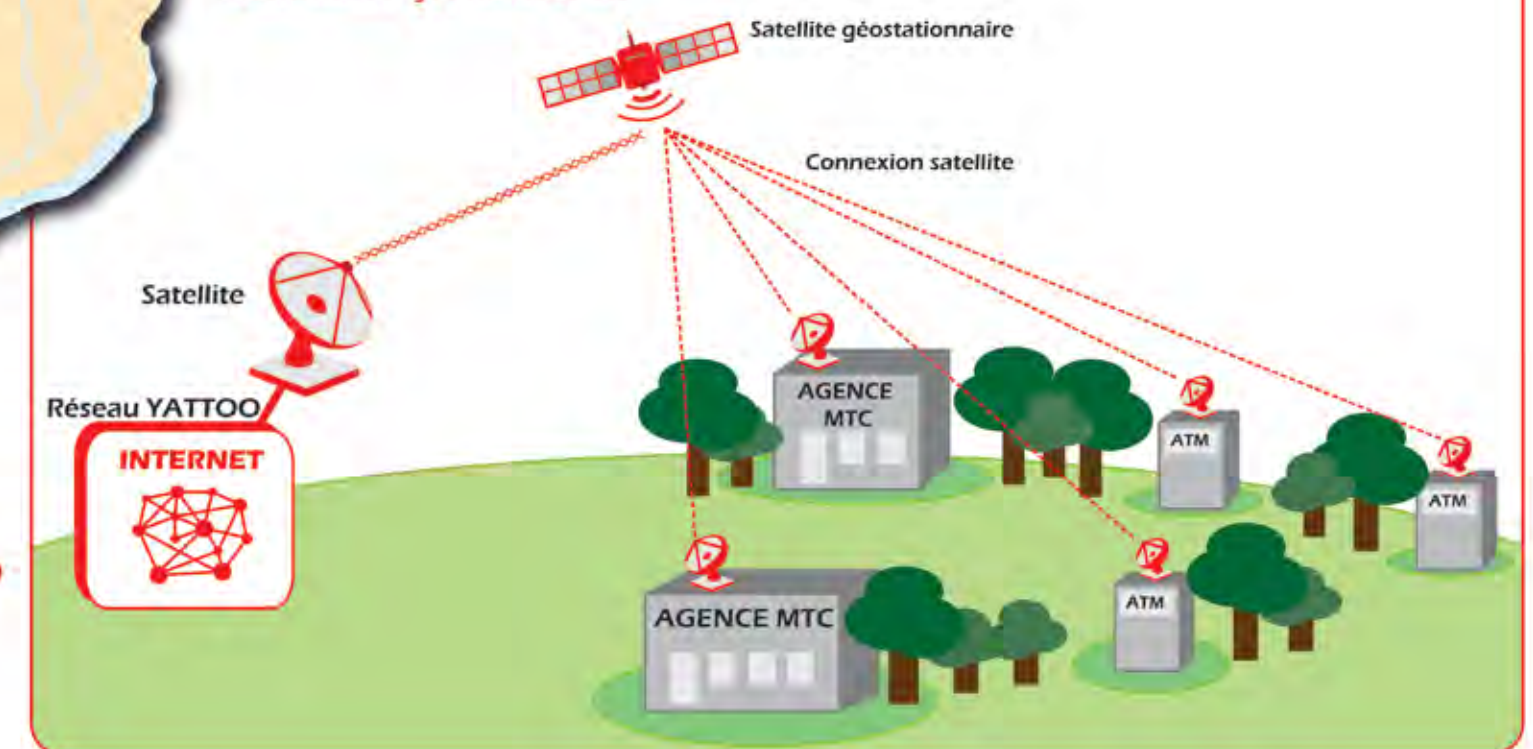 Satellite géostationnaire
Connexion satellite
Satellite
Réseau YATTOO
INTERNET
AGENCE
MTC
ATM
ATM
AGENCE MTC
ATM